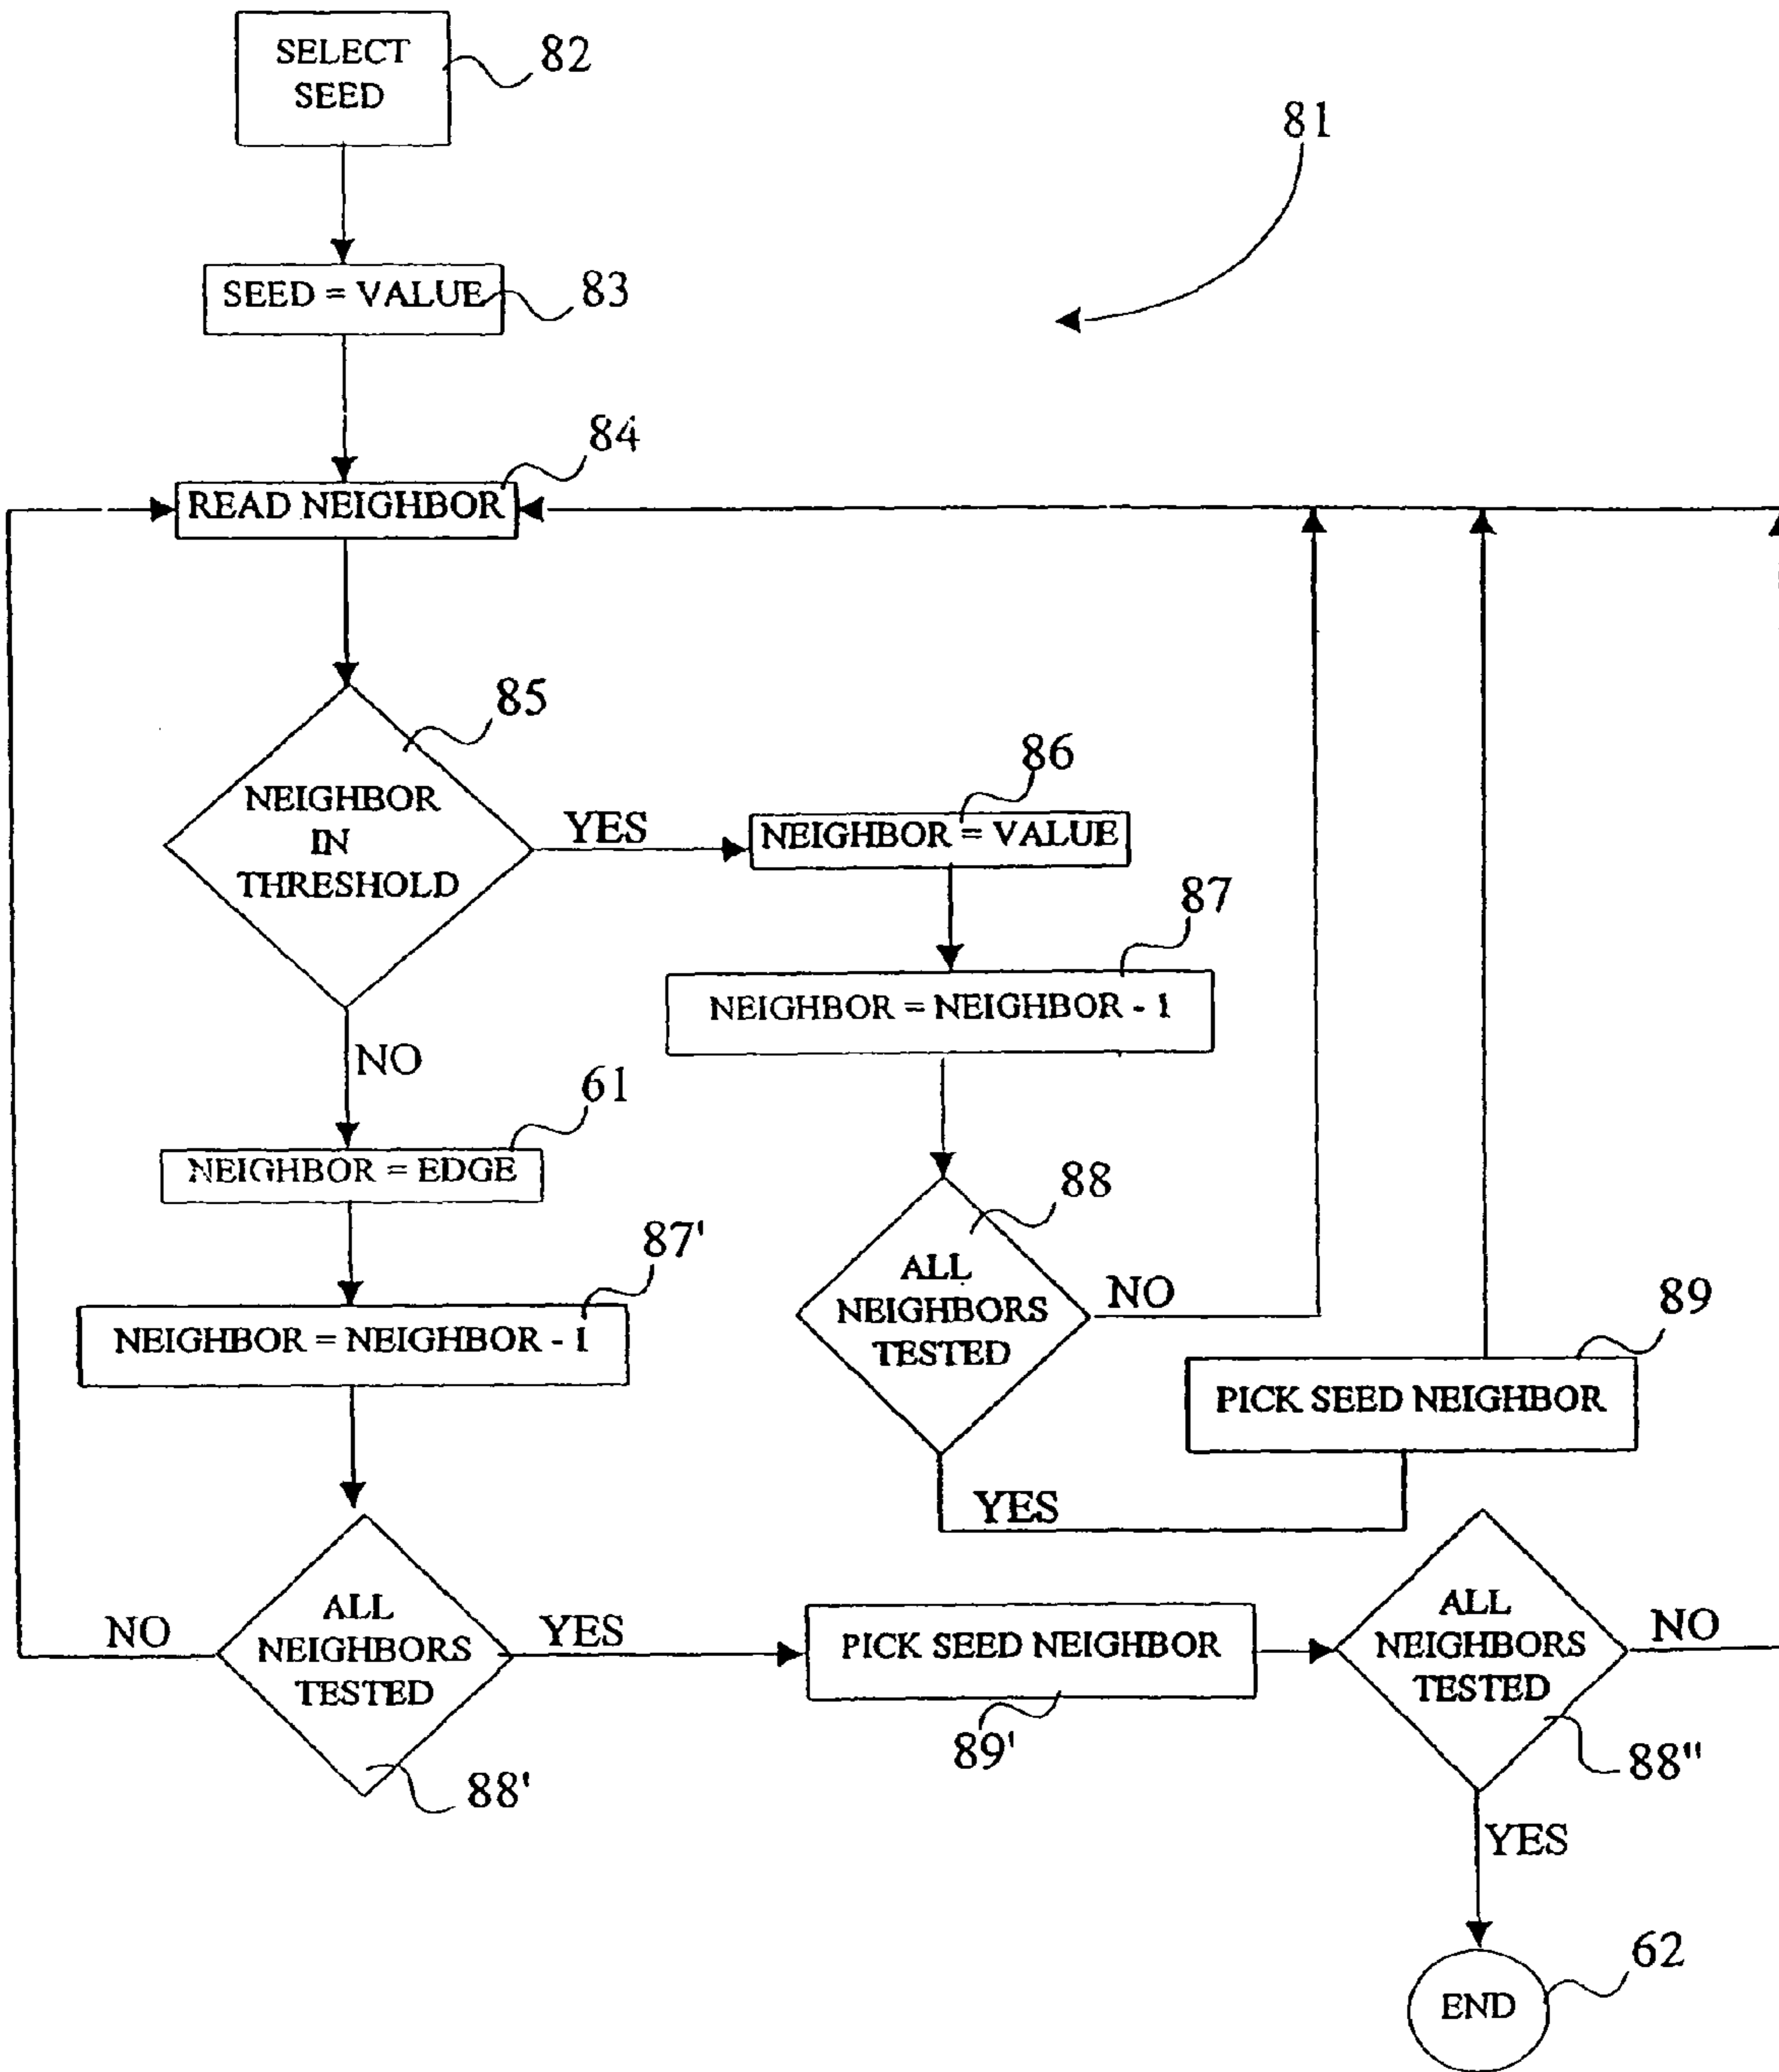 SELECT
SEED
82
81
SEED = VALUE
83
84
READ NEIGHBOR
85
NEIGHBOR
IN
THRESHOLD
YES
86
NEIGHBOR = VALUE
87
NEIGHBOR = NEIGHBOR - 1
NO
61
NEIGHBOR = EDGE
88
ALL
NEIGHBORS
TESTED
NO
87'
NEIGHBOR = NEIGHBOR - 1
89
PICK SEED NEIGHBOR
YES
ALL
NEIGHBORS
TESTED
NO
YES
88'
PICK SEED NEIGHBOR
89'
ALL
NEIGHBORS
TESTED
NO
88"
YES
END
62